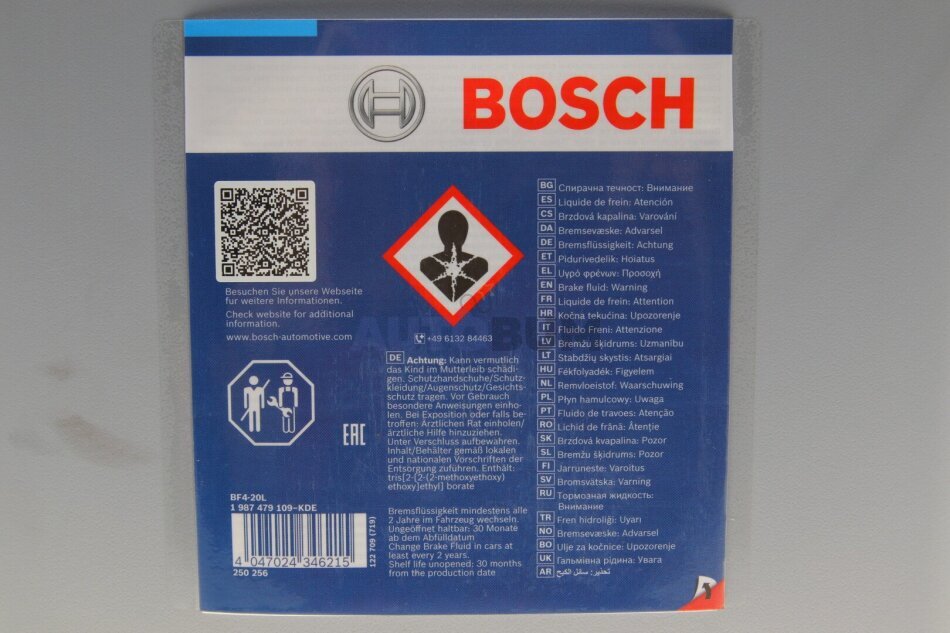 BOSCH
Besuchen Sie unsere Webseite
für weitere Informationen.
Check website for additional
information.
www.bosch-automotive.com
EAC
BF4-20L
1 987 479 109-KDE
4 047024 346215
250 256
122 709 (719)
+49 6132 84463
DE Achtung: Kann vermutlich
das Kind im Mutterleib schädi-
gen. Schutzhandschuhe/Schutz-
kleidung/Augenschutz/Gesichts-
schutz tragen. Vor Gebrauch
besondere Anweisungen einho-
len. Bei Exposition oder falls be-
troffen: Ärztlichen Rat einholen/
ärztliche Hilfe hinzuziehen.
Unter Verschluss aufbewahren.
Inhalt/Behälter gemäß lokalen
und nationalen Vorschriften der
Entsorgung zuführen. Enthält:
tris[2-[2-(2-methoxyethoxy)
ethoxy]ethyl] borate
Bremsflüssigkeit mindestens alle
2 Jahre im Fahrzeug wechseln.
Ungeöffnet haltbar: 30 Monate
ab dem Abfülldatum
Change Brake Fluid in cars at
least every 2 years.
Shelf life unopened: 30 months
from the production date
BG Спирачна течност: Внимание
ES Liquide de frein: Atención
CS Brzdová kapalina: Varování
DA Bremsevæske: Advarsel
DE Bremsflüssigkeit: Achtung
ET Pidurivedelik: Hoiatus
EL Υγρό φρένων: Προσοχή
EN Brake fluid: Warning
FR Liquide de frein: Attention
HR Kočna tekućina: Upozorenje
IT Fluido Freni: Attenzione
LV Bremžu šķidrums: Uzmanību
LT Stabdžių skystis: Atsargiai
HU Fékfolyadék: Figyelem
NL Remvloeistof: Waarschuwing
PL Płyn hamulcowy: Uwaga
PT Fluido de travoes: Atenção
RO Lichid de frână: Atenție
SK Brzdová kvapalina: Pozor
SL Bremžu šķidrums: Pozor
FI Jarruneste: Varoitus
SV Bromsvätska: Varning
RU Тормозная жидкость:
Внимание
TR Fren hidroliği: Uyarı
NO Bremsevæske: Advarsel
BO Ulje za kočnice: Upozorenje
UK Гальмівна рідина: Увага
AR تحذير: سائل الكبح